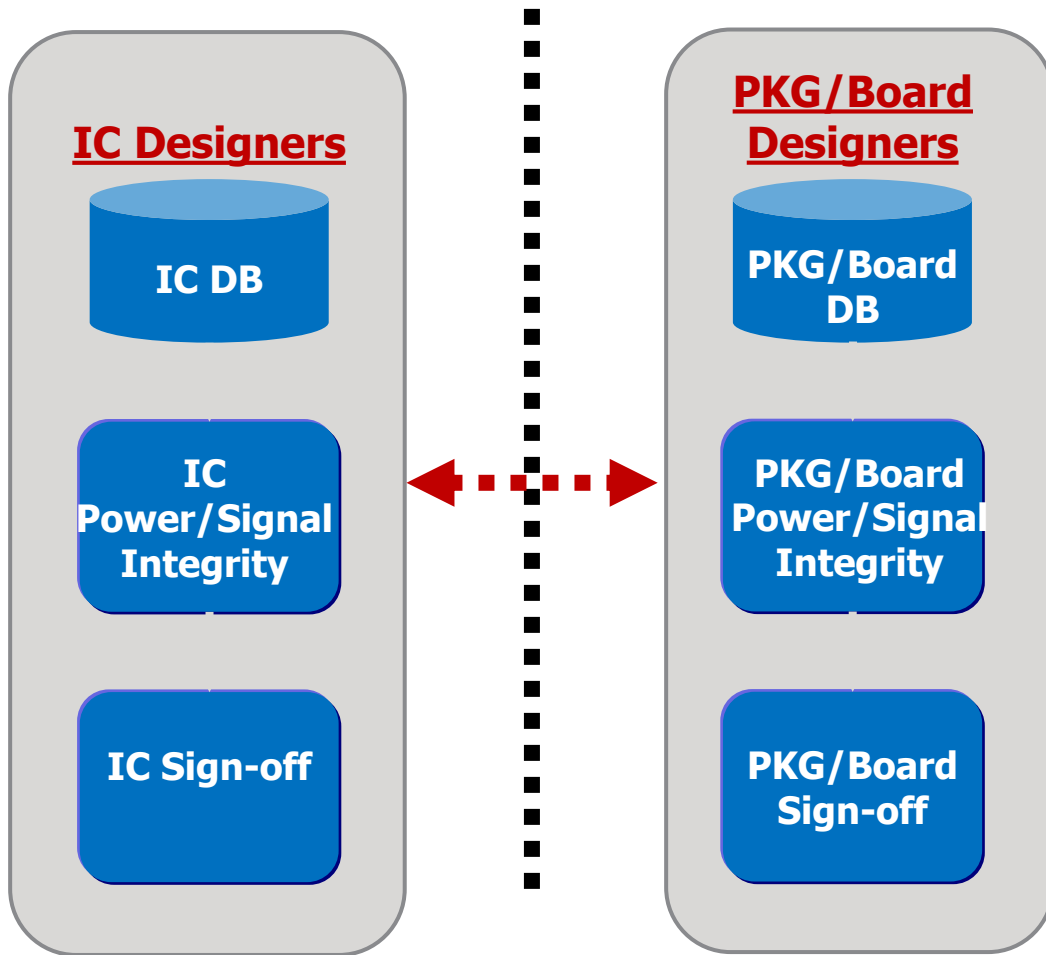 IC Designers
IC DB
IC
Power/Signal
Integrity
IC Sign-off
PKG/Board
Designers
PKG/Board
DB
PKG/Board
Power/Signal
Integrity
PKG/Board
Sign-off